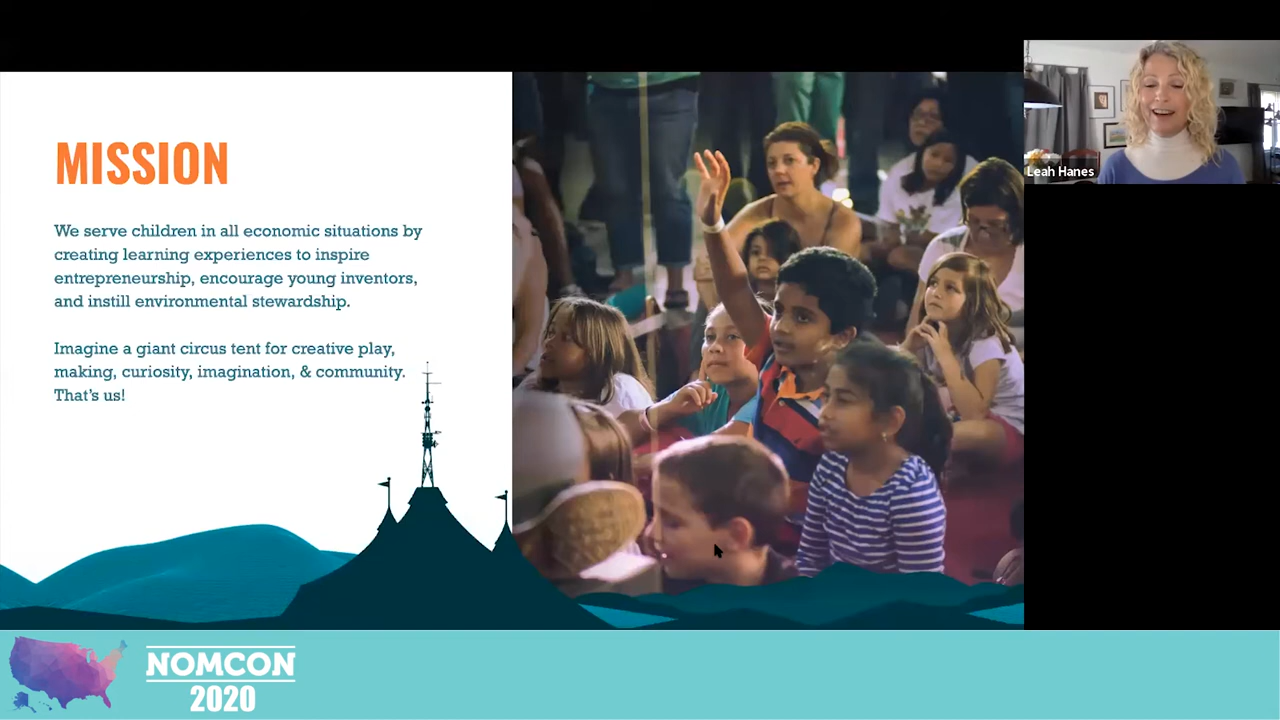 MISSION
We serve children in all economic situations by
creating learning experiences to inspire
entrepreneurship, encourage young inventors,
and instill environmental stewardship.
Imagine a giant circus tent for creative play,
making, curiosity, imagination, & community.
That's us!
Leah Hanes
NOMCON
2020